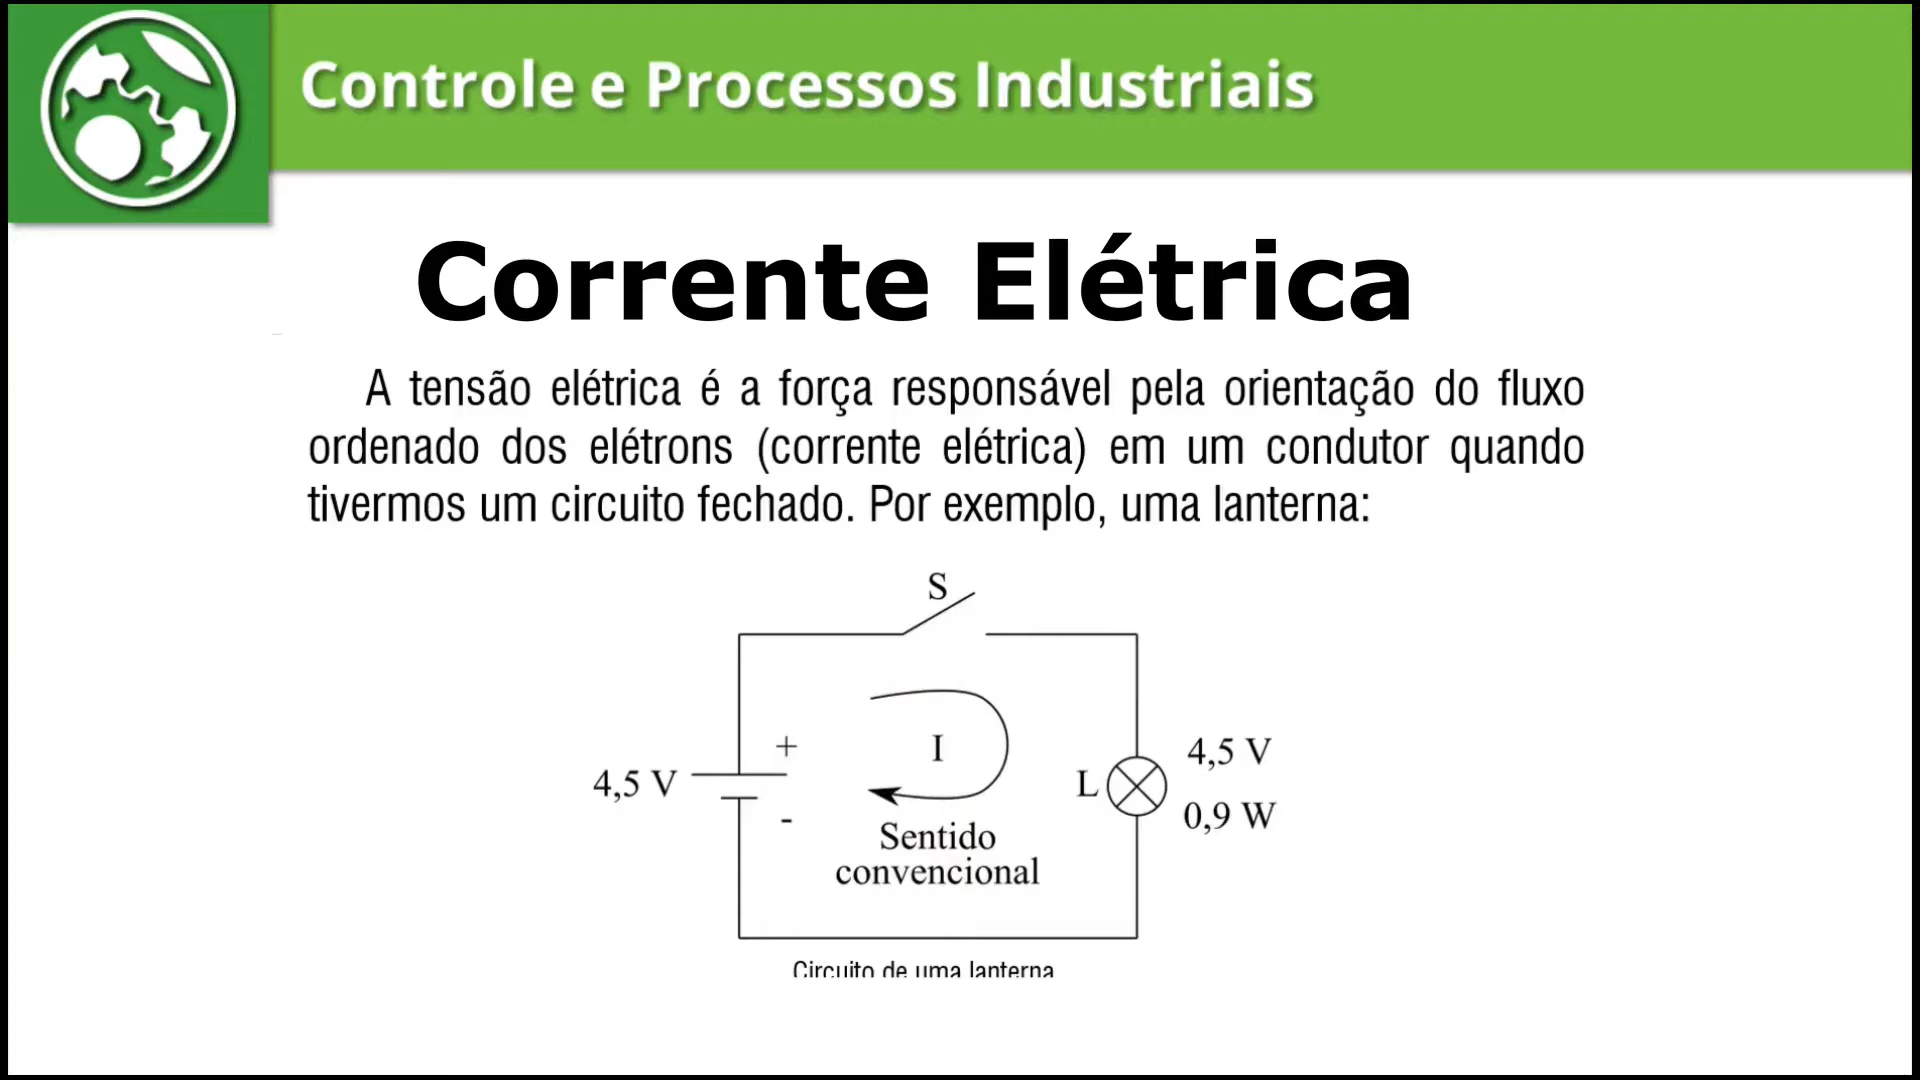 Controle e Processos Industriais
Corrente Elétrica
A tensão elétrica é a força responsável pela orientação do fluxo
ordenado dos elétrons (corrente elétrica) em um condutor quando
tivermos um circuito fechado. Por exemplo, uma lanterna:
S
+
I
4,5 V
4,5 V
L
0,9 W
-
Sentido
convencional
Circuito de uma lanterna